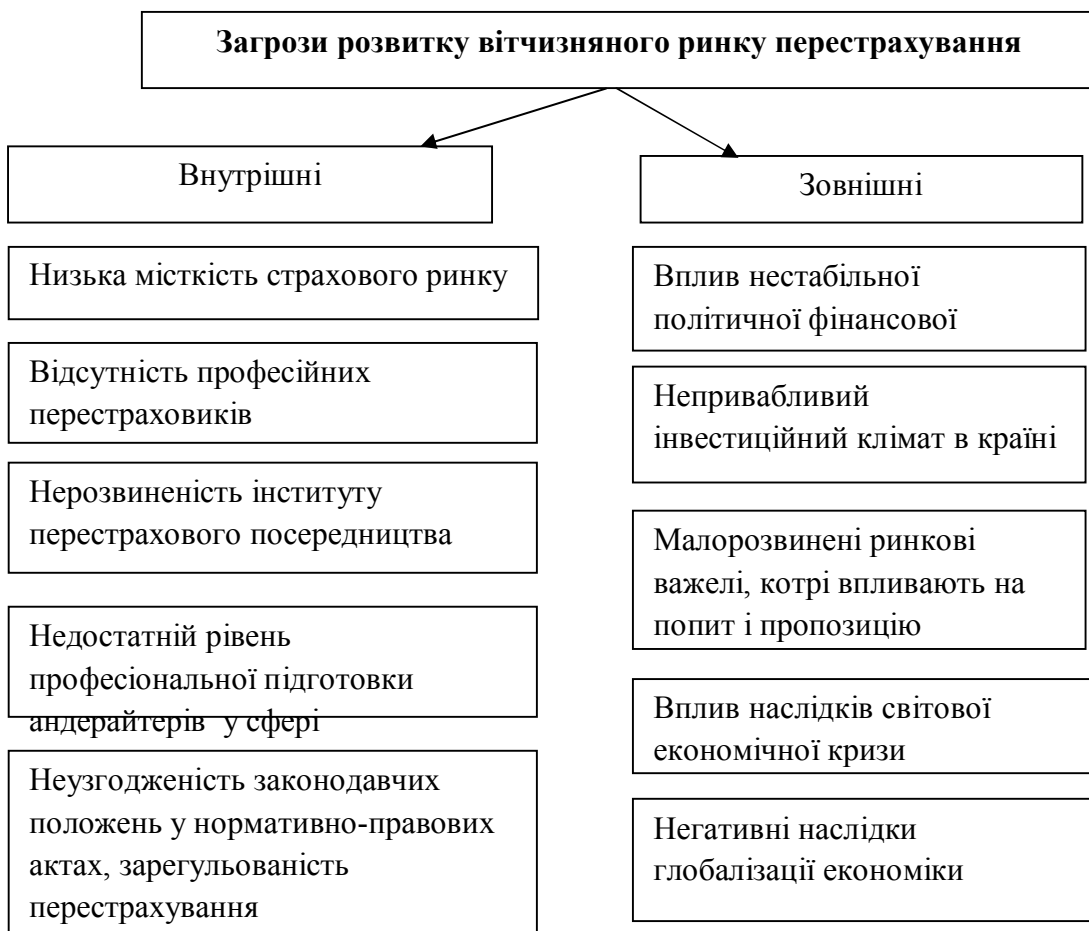 Загрози розвитку вітчизняного ринку перестрахування
Внутрішні
Низька місткість страхового ринку
Відсутність професійних
перестраховиків
Нерозвиненість інституту
перестрахового посередництва
Недостатній рівень
професіональної підготовки
андерайтерів у сфері
Неузгодженість законодавчих
положень у нормативно-правових
актах, зарегульованість
перестрахування
Зовнішні
Вплив нестабільної
політичної фінансової
Непривабливий
інвестиційний клімат в країні
Малорозвинені ринкові
важелі, котрі впливають на
попит і пропозицію
Вплив наслідків світової
економічної кризи
Негативні наслідки
глобалізації економіки